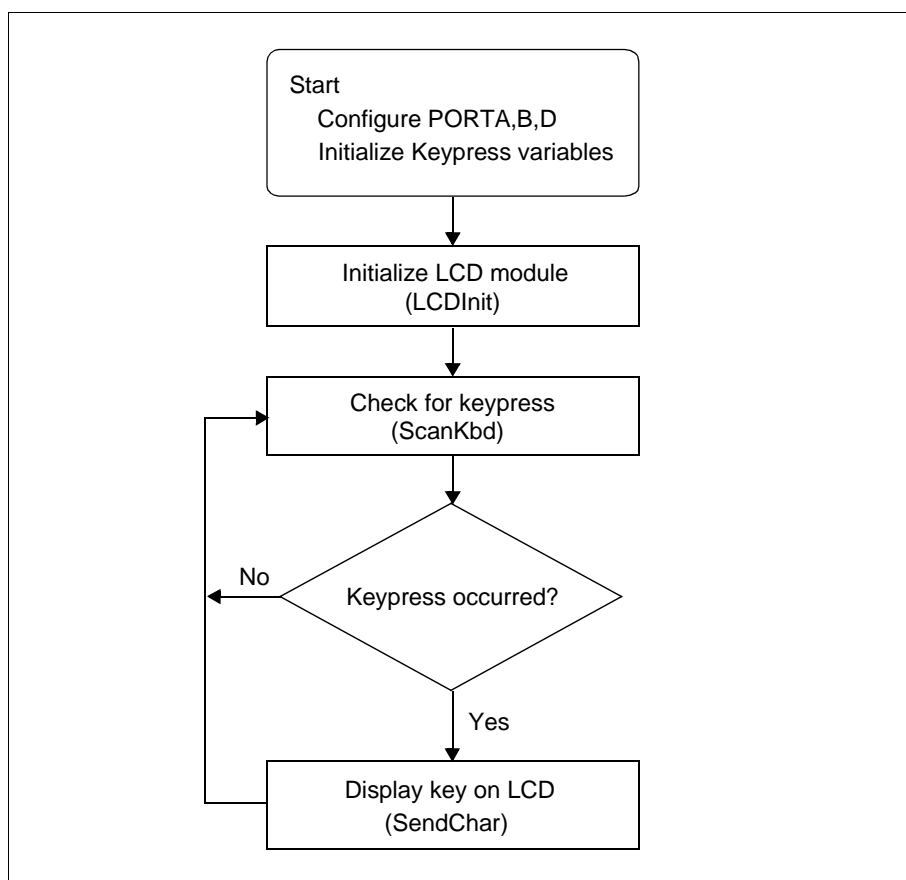 Start
Configure PORTA,B,D
Initialize Keypress variables
Initialize LCD module
(LCDInit)
Check for keypress
(ScanKbd)
No
Keypress occurred?
Yes
Display key on LCD
(SendChar)